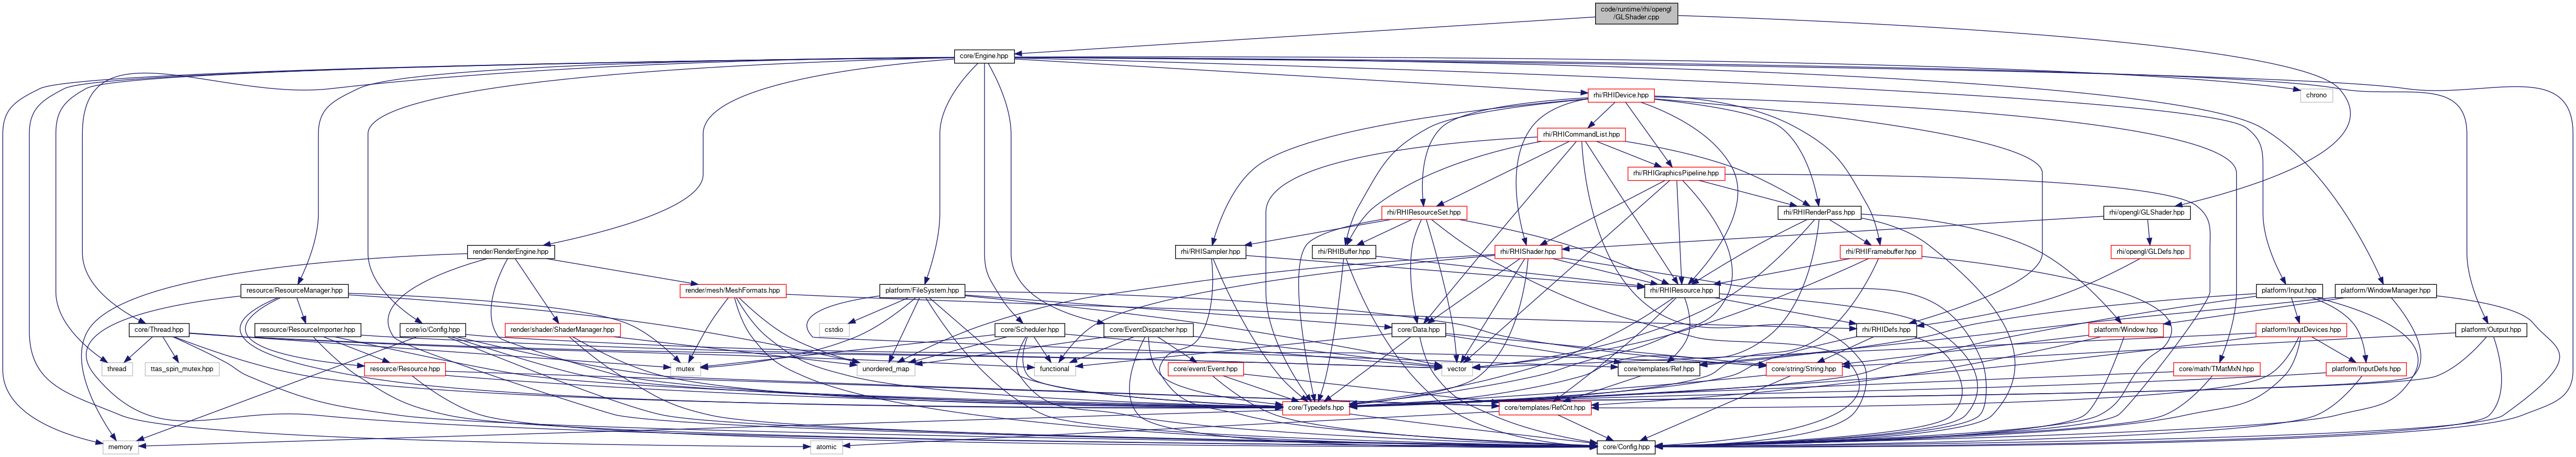 code/runtime/rhi/opengl
/GLShader.cpp
core/Engine.hpp
rhi/RHIDevice.hpp
chrono
rhi/RHICommandList.hpp
rhi/RHIGraphicsPipeline.hpp
rhi/RHIResourceSet.hpp
rhi/RHIRenderPass.hpp
rhi/opengl/GLShader.hpp
render/RenderEngine.hpp
rhi/RHISampler.hpp
rhi/RHIBuffer.hpp
rhi/RHIShader.hpp
rhi/RHIFramebuffer.hpp
rhi/opengl/GLDefs.hpp
resource/ResourceManager.hpp
render/mesh/MeshFormats.hpp
platform/FileSystem.hpp
rhi/RHIResource.hpp
platform/Input.hpp
platform/WindowManager.hpp
core/Thread.hpp
resource/ResourceImporter.hpp
core/io/Config.hpp
render/shader/ShaderManager.hpp
cstdio
core/Scheduler.hpp
core/EventDispatcher.hpp
core/Data.hpp
rhi/RHIDefs.hpp
platform/Window.hpp
platform/InputDevices.hpp
platform/Output.hpp
thread
ttas_spin_mutex.hpp
resource/Resource.hpp
mutex
unordered_map
functional
core/event/Event.hpp
vector
core/templates/Ref.hpp
core/string/String.hpp
core/math/TMatMxN.hpp
platform/InputDefs.hpp
core/Typedefs.hpp
core/templates/RefCnt.hpp
memory
atomic
core/Config.hpp